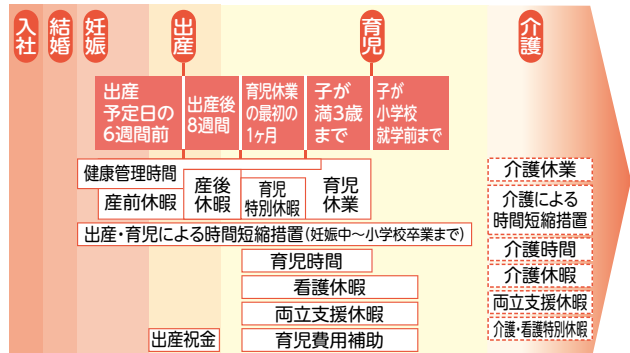 入社
結婚
妊娠
出産
育児
介護
出産
予定日の
6週間前
出産後
8週間
育児休業
の最初の
1ヶ月
子が
満3歳
まで
子が
小学校
就学前まで
健康管理時間
産前休暇
産後
休暇
育児
特別休暇
育児
休業
出産・育児による時間短縮措置(妊娠中～小学校卒業まで)
育児時間
看護休暇
両立支援休暇
出産祝金
育児費用補助
介護休業
介護による
時間短縮措置
介護時間
介護休暇
両立支援休暇
介護・看護特別休暇